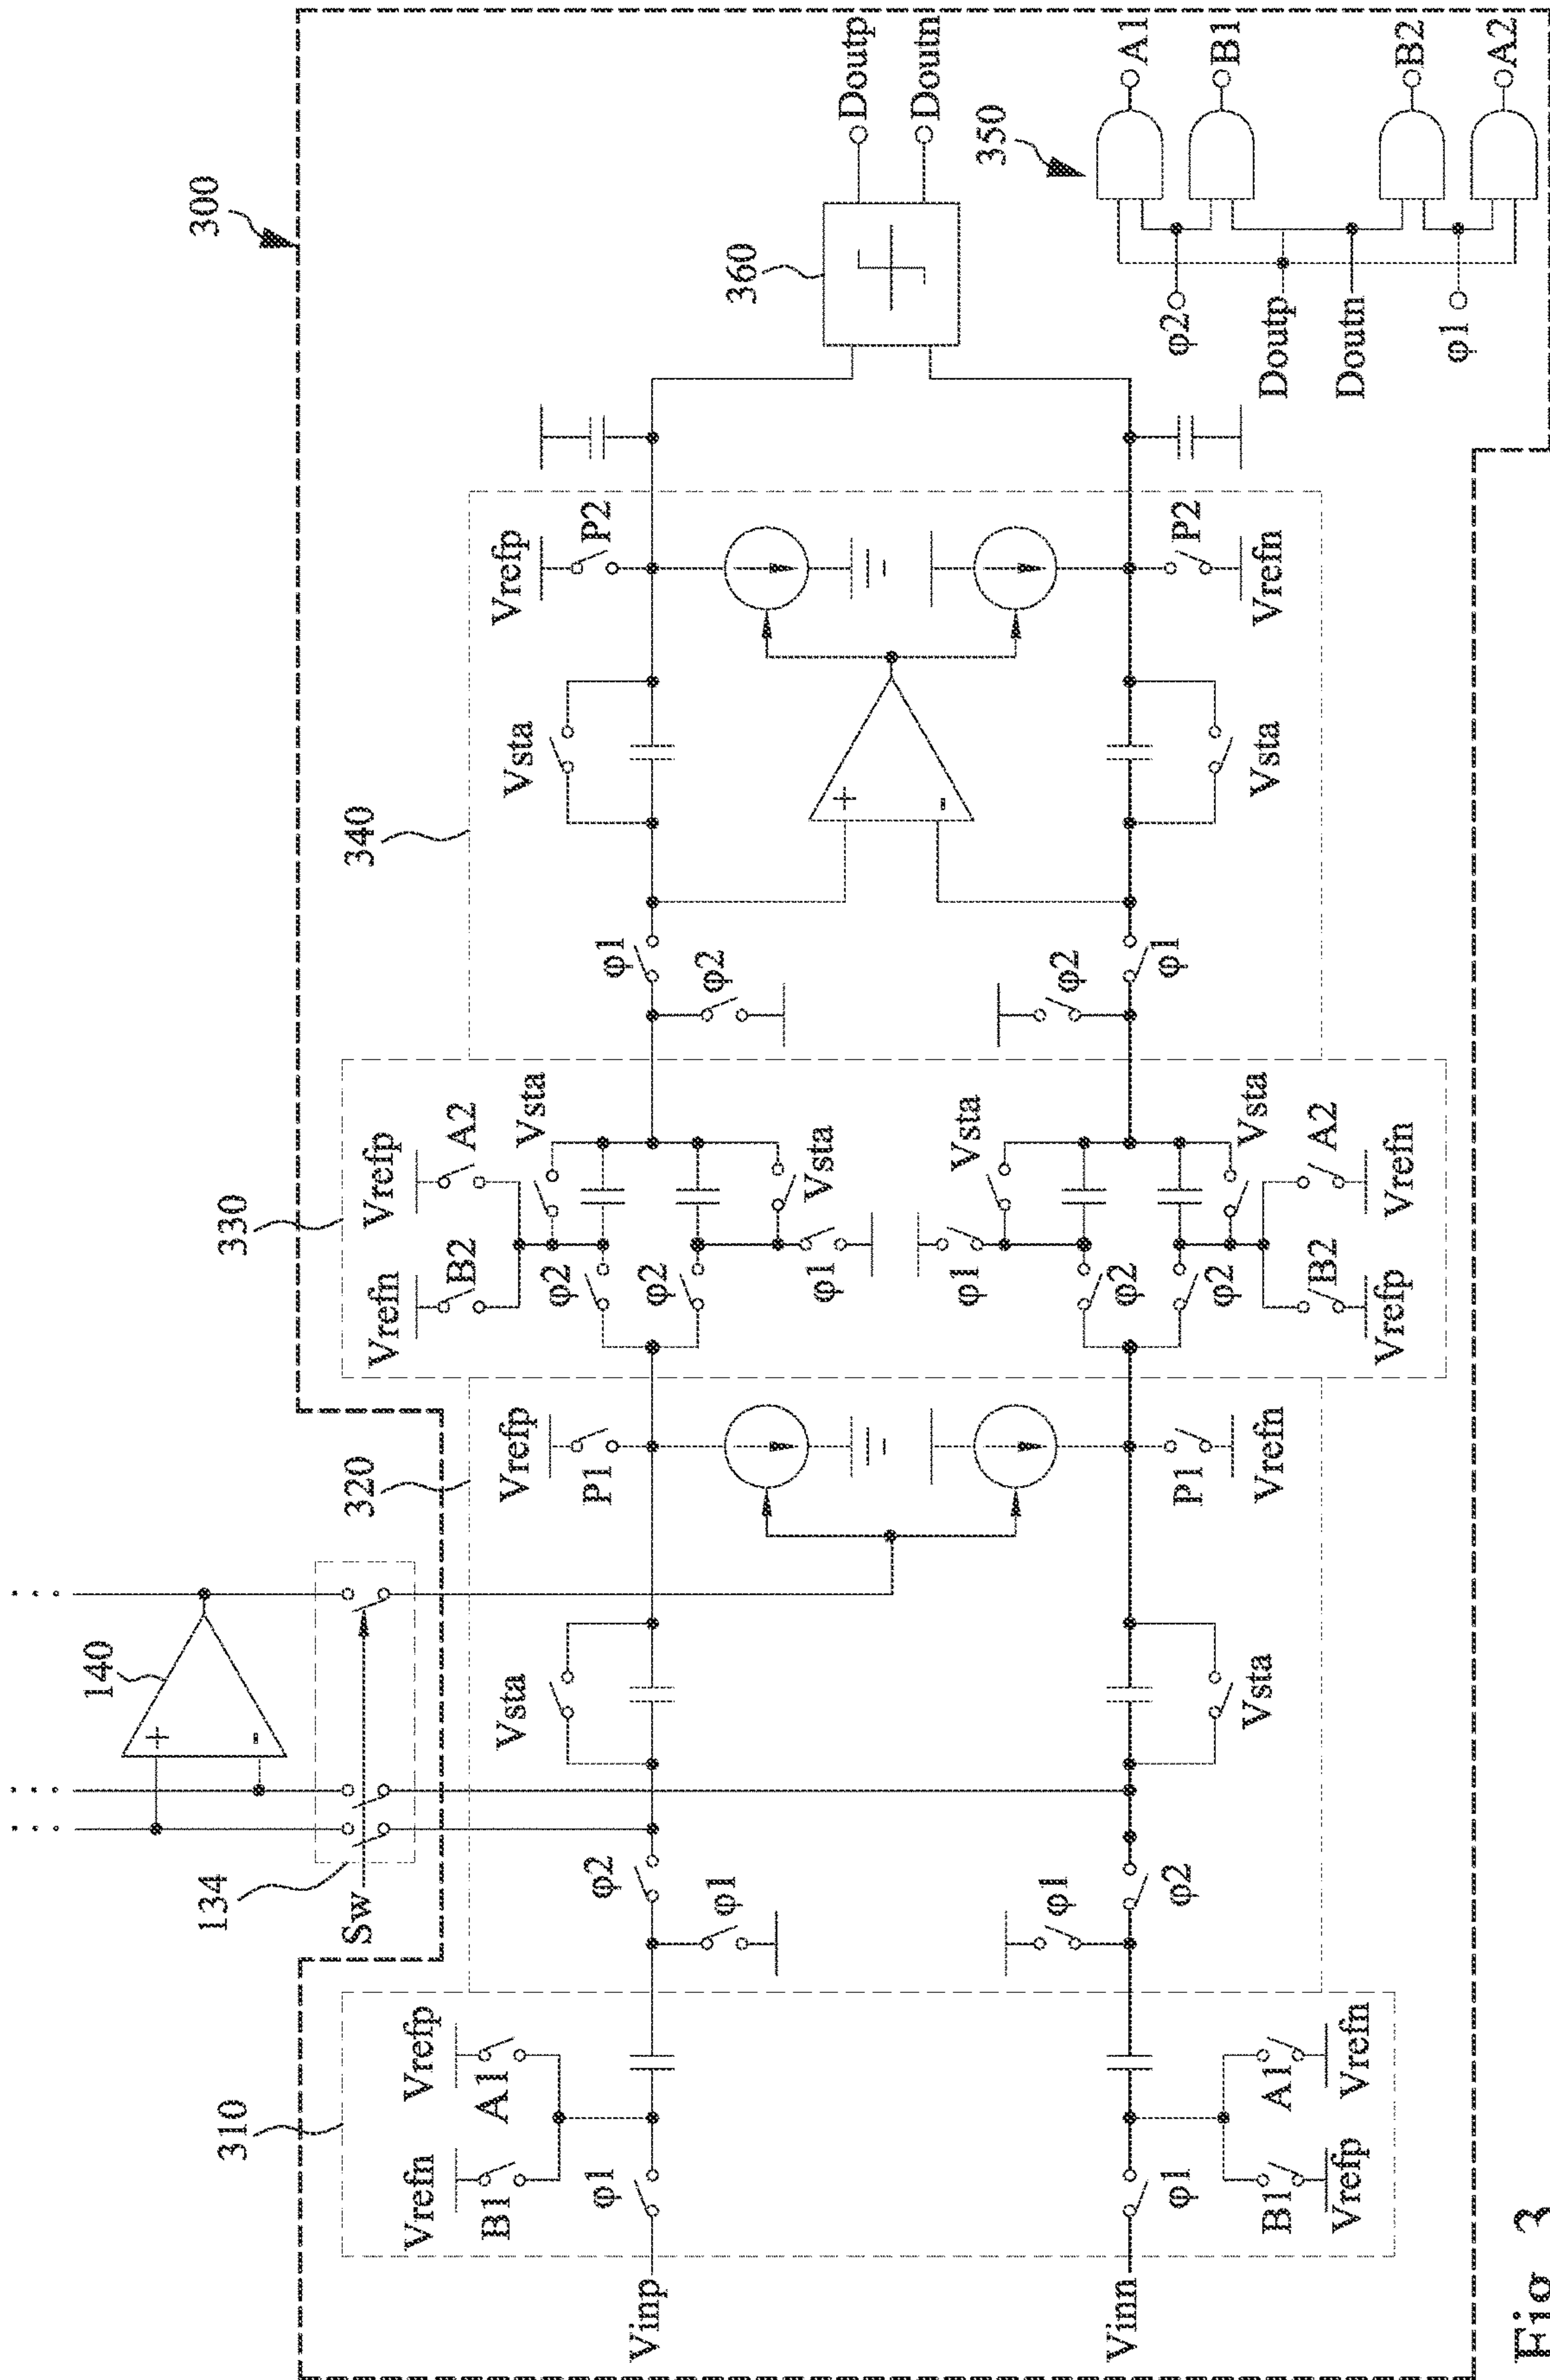 300
140
134
Sw
310
320
330
340
360
350
Vrefn
Vrefp
B1
A1
φ1
Vinp
φ2
φ1
Vsta
Vrefp
P1
Vrefn
Vrefp
B2
A2
Vsta
φ2
φ2
Vsta
φ1
φ1
φ2
Vsta
Vrefp
P2
Doutp
Doutn
Vinn
φ1
B1
A1
Vrefp
Vrefn
φ1
φ2
Vsta
P1
Vrefn
φ1
Vsta
φ2
φ2
Vsta
B2
A2
Vrefp
Vrefn
φ2
φ1
Vsta
P2
Vrefn
+
-
+
-
φ2
Doutp
Doutn
φ1
A1
B1
B2
A2
Fig. 3